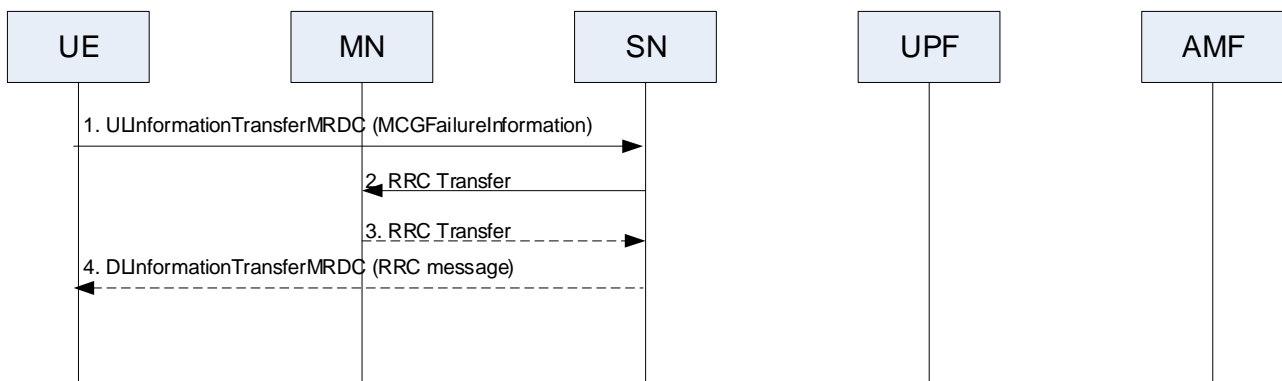 UE
MN
SN
UPF
AMF
1. ULInformationTransferMRDC (MCGFailureInformation)
2. RRC Transfer
3. RRC Transfer
4. DLInformationTransferMRDC (RRC message)